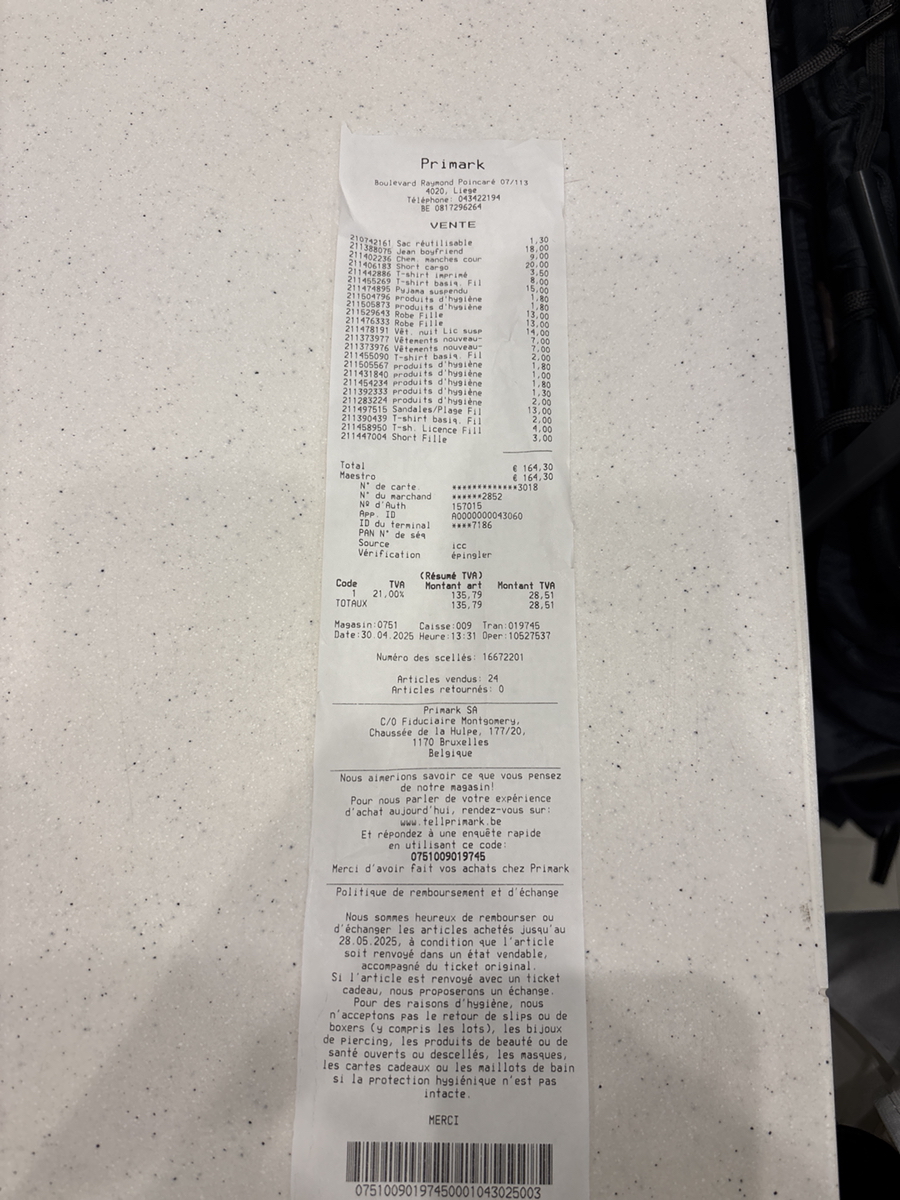 Primark
Boulevard Raymond Poincaré 07/113
4020, Liege
Téléphone: 043422194
BE 0817296264
VENTE
210742161 Sac réutilisable 1,30
211388075 Jean boyfriend 18,00
211402236 Chem. manches cour 9,00
211406183 Short cargo 20,00
211442886 T-shirt imprimé 3,50
211455269 T-shirt basiq. Fil 8,00
211474895 Pyjama suspendu 15,00
211504796 produits d'hygiène 1,80
211505873 produits d'hygiène 1,80
211529643 Robe Fille 13,00
211476333 Robe Fille 13,00
211478191 Vêt. nuit Lic susp 14,00
211373977 Vêtements nouveau- 7,00
211373976 Vêtements nouveau- 7,00
211455090 T-shirt basiq. Fil 2,00
211505567 produits d'hygiène 1,80
211431840 produits d'hygiène 1,00
211454234 produits d'hygiène 1,80
211392333 produits d'hygiène 1,30
211283224 produits d'hygiène 2,00
211497515 Sandales/Plage Fil 13,00
211390439 T-shirt basiq. Fil 2,00
211458950 T-sh. Licence Fill 4,00
211447004 Short Fille 3,00
Total € 164,30
Maestro € 164,30
N° de carte. *************3018
N° du marchand ******2852
Nº d'Auth 157015
App. ID A0000000043060
ID du terminal ****7186
PAN N° de séq
Source icc
Vérification épingler
(Résumé TVA)
Code TVA Montant art Montant TVA
1 21,00% 135,79 28,51
TOTAUX 135,79 28,51
Magasin:0751 Caisse:009 Tran:019745
Date:30.04.2025 Heure:13:31 Oper:10527537
Numéro des scellés: 16672201
Articles vendus: 24
Articles retournés: 0
Primark SA
C/O Fiduciaire Montgomery,
Chaussée de la Hulpe, 177/20,
1170 Bruxelles
Belgique
Nous aimerions savoir ce que vous pensez
de notre magasin!
Pour nous parler de votre expérience
d'achat aujourd'hui, rendez-vous sur:
www.tellprimark.be
Et répondez à une enquête rapide
en utilisant ce code:
0751009019745
Merci d'avoir fait vos achats chez Primark
Politique de remboursement et d'échange
Nous sommes heureux de rembourser ou
d'échanger les articles achetés jusqu'au
28.05.2025, à condition que l'article
soit renvoyé dans un état vendable,
accompagné du ticket original.
Si l'article est renvoyé avec un ticket
cadeau, nous proposerons un échange.
Pour des raisons d'hygiène, nous
n'acceptons pas le retour de slips ou de
boxers (y compris les lots), les bijoux
de piercing, les produits de beauté ou de
santé ouverts ou descellés, les masques,
les cartes cadeaux ou les maillots de bain
si la protection hygiénique n'est pas
intacte.
MERCI
07510090197450001043025003